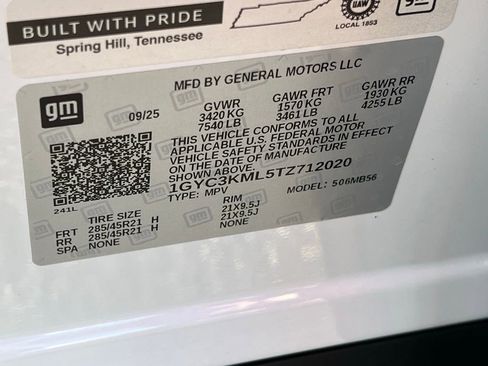 BUILT WITH PRIDE
Spring Hill, Tennessee
UAW
LOCAL 1853
gm
MFD BY GENERAL MOTORS LLC
09/25
GVWR GAWR FRT GAWR RR
3420 KG 1570 KG 1930 KG
7540 LB 3461 LB 4255 LB
THIS VEHICLE CONFORMS TO ALL
APPLICABLE U.S. FEDERAL MOTOR
VEHICLE SAFETY STANDARDS IN EFFECT
ON THE DATE OF MANUFACTURE
SHOWN ABOVE.
1GYC3KML5TZ712020
TYPE: MPV MODEL: 506MB56
241L
TIRE SIZE RIM
FRT 285/45R21 H 21X9.5J
RR 285/45R21 H 21X9.5J
SPA NONE NONE